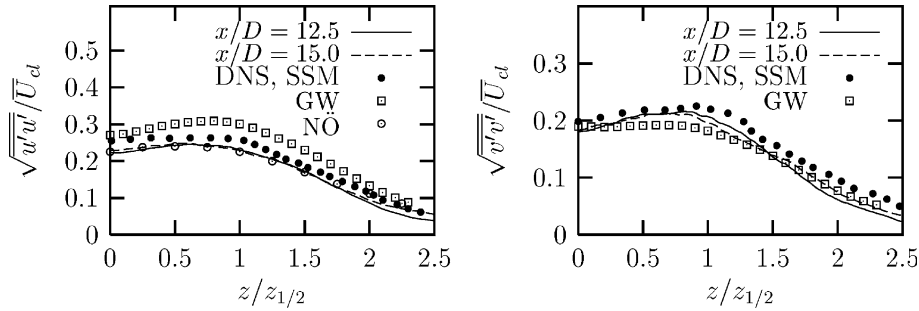 x/D = 12.5
x/D = 15.0
DNS, SSM
GW
NÖ
0.5
0.4
0.3
0.2
0.1
0
0 0.5 1 1.5 2 2.5
√u'u'/U_cl
z/z_1/2
x/D = 12.5
x/D = 15.0
DNS, SSM
GW
0.3
0.2
0.1
0
0 0.5 1 1.5 2 2.5
√v'v'/U_cl
z/z_1/2